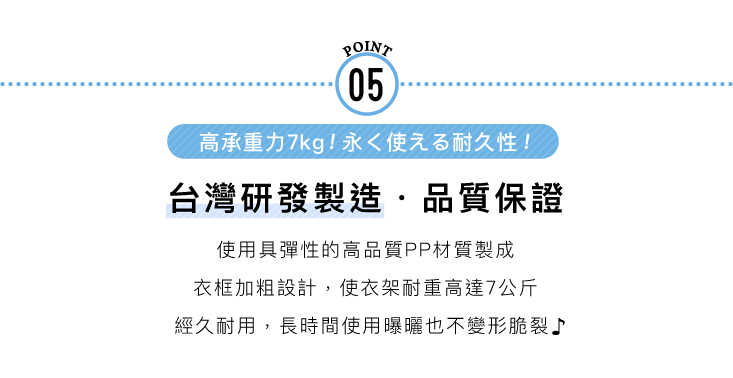 POINT
05
高承重力7kg!永く使える耐久性!
台灣研發製造·品質保證
使用具彈性的高品質PP材質製成
衣框加粗設計，使衣架耐重高達7公斤
經久耐用，長時間使用曝曬也不變形脆裂♪